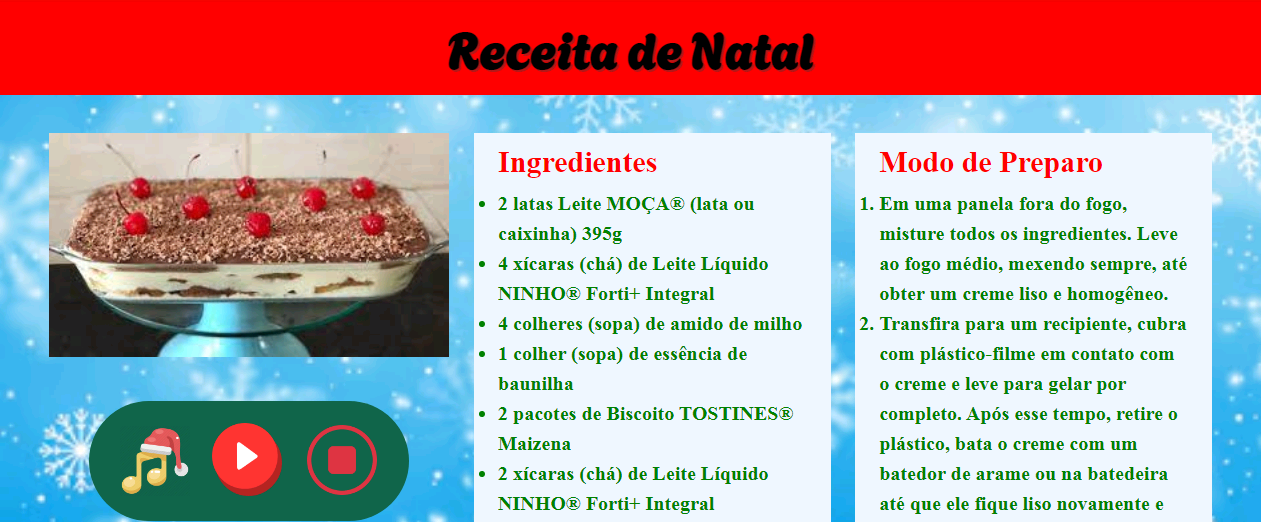 Receita de Natal
Ingredientes
• 2 latas Leite MOÇA® (lata ou
caixinha) 395g
• 4 xícaras (chá) de Leite Líquido
NINHO® Forti+ Integral
• 4 colheres (sopa) de amido de milho
• 1 colher (sopa) de essência de
baunilha
• 2 pacotes de Biscoito TOSTINES®
Maizena
• 2 xícaras (chá) de Leite Líquido
NINHO® Forti+ Integral
Modo de Preparo
1. Em uma panela fora do fogo,
misture todos os ingredientes. Leve
ao fogo médio, mexendo sempre, até
obter um creme liso e homogêneo.
2. Transfira para um recipiente, cubra
com plástico-filme em contato com
o creme e leve para gelar por
completo. Após esse tempo, retire o
plástico, bata o creme com um
batedor de arame ou na batedeira
até que ele fique liso novamente e